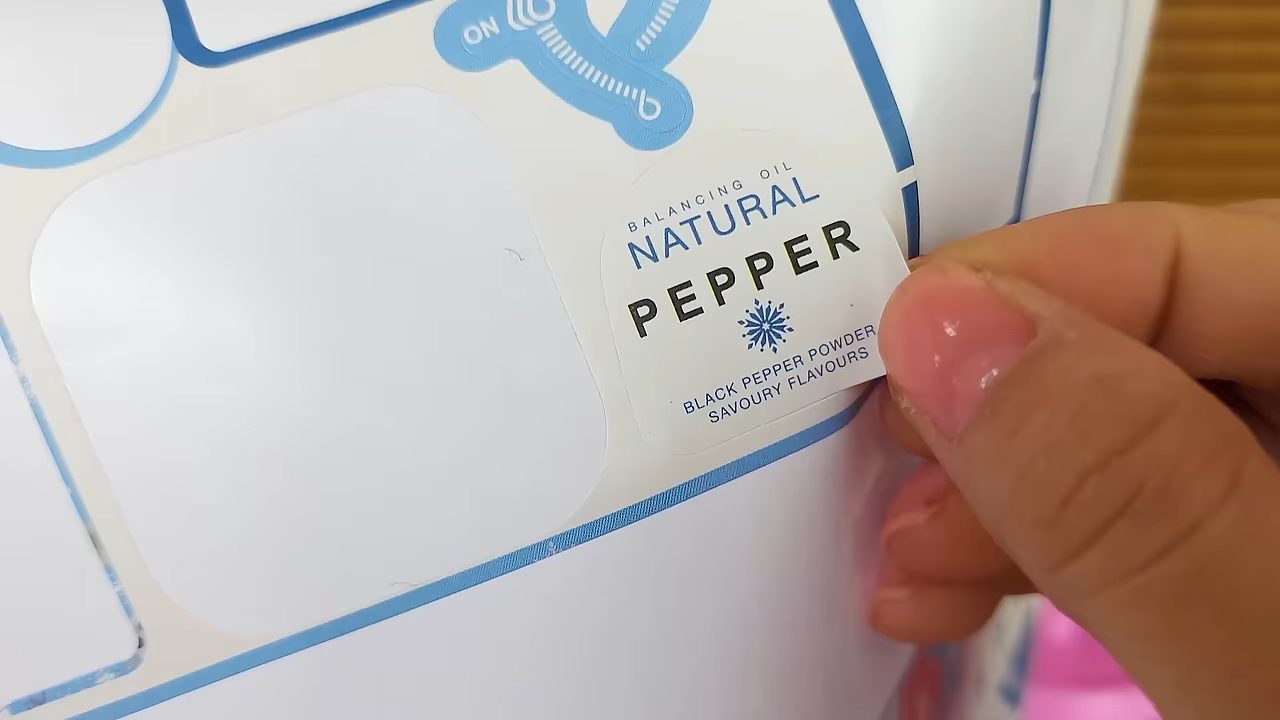 ON
BALANCING OIL
NATURAL
PEPPER
BLACK PEPPER POWDER
SAVOURY FLAVOURS